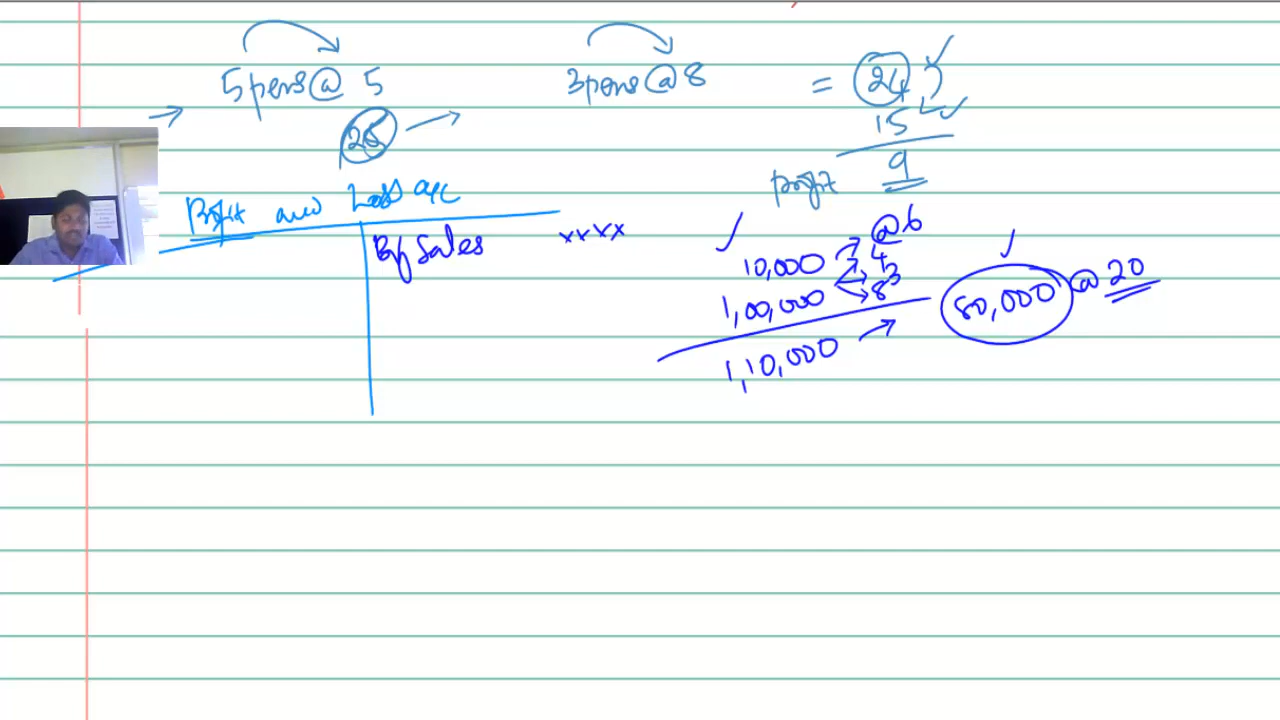 5 pens @ 5
3 pens @ 8
= 24
25
15
9
profit
Profit and Loss a/c
By Sales xxxx
@6
10,000 4
3
1,00,000 8
80,000 @ 20
1,10,000